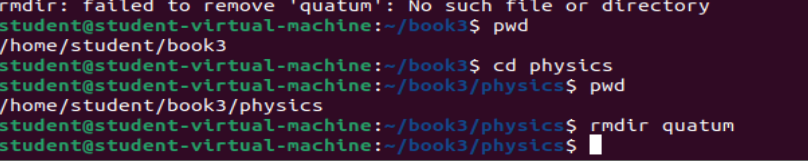 rmdir: failed to remove 'quatum': No such file or directory
student@student-virtual-machine:~/book3$ pwd
/home/student/book3
student@student-virtual-machine:~/book3$ cd physics
student@student-virtual-machine:~/book3/physics$ pwd
/home/student/book3/physics
student@student-virtual-machine:~/book3/physics$ rmdir quatum
student@student-virtual-machine:~/book3/physics$